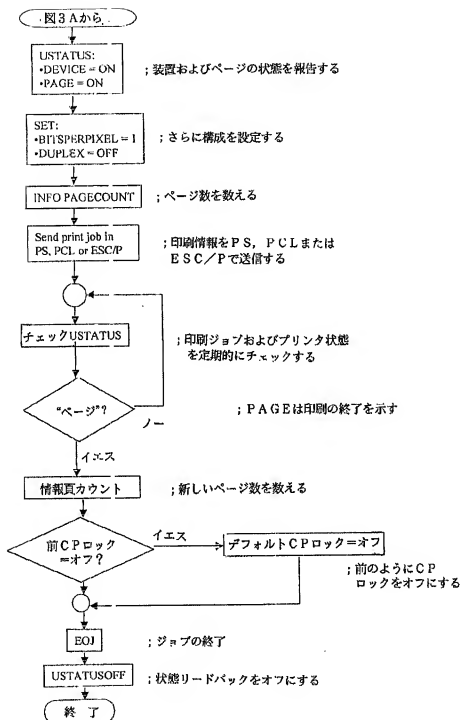 図3Aから
USTATUS:
•DEVICE = ON
•PAGE = ON
;装置およびページの状態を報告する
SET:
•BITSPERPIXEL = 1
•DUPLEX = OFF
;さらに構成を設定する
INFO PAGECOUNT
;ページ数を数える
Send print job in
PS, PCL or ESC/P
;印刷情報をPS,PCLまたは
ESC/Pで送信する
チェックUSTATUS
;印刷ジョブおよびプリンタ状態
を定期的にチェックする
"ページ"?
ノー
;PAGEは印刷の終了を示す
イエス
情報頁カウント
;新しいページ数を数える
前CPロック
=オフ?
イエス
デフォルトCPロック=オフ
;前のようにCP
ロックをオフにする
EOJ
;ジョブの終了
USTATUSOFF
;状態リードバックをオフにする
終了